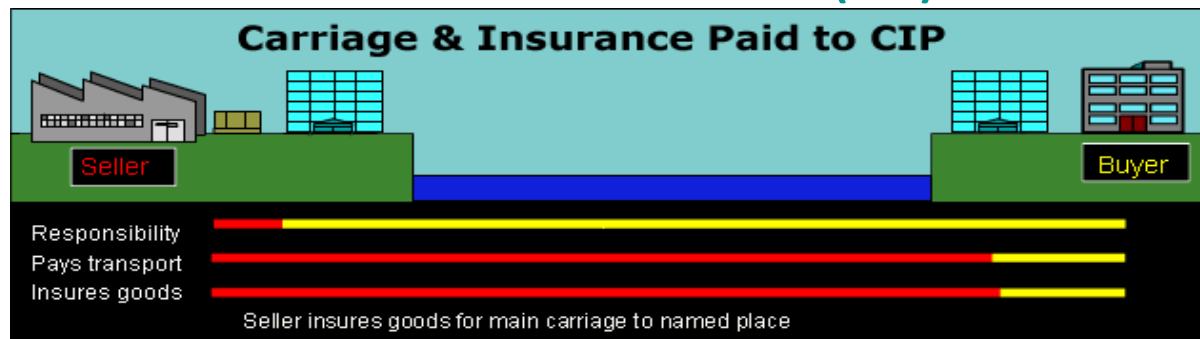 Carriage & Insurance Paid to CIP
Seller
Buyer
Responsibility
Pays transport
Insures goods
Seller insures goods for main carriage to named place